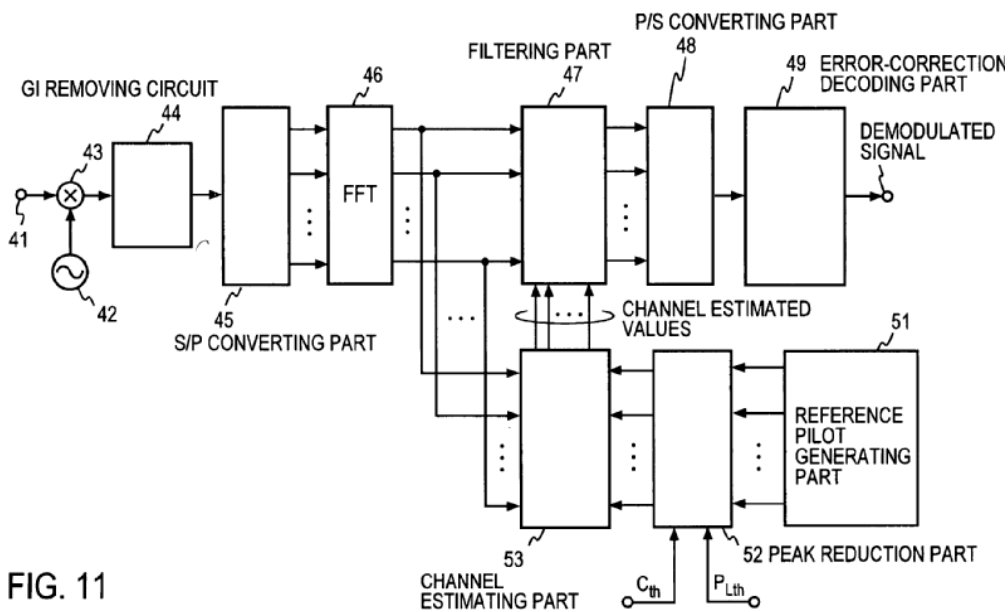 P/S CONVERTING PART
48
FILTERING PART
47
49
ERROR-CORRECTION
DECODING PART
46
GI REMOVING CIRCUIT
44
DEMODULATED
SIGNAL
43
FFT
41
42
45
S/P CONVERTING PART
CHANNEL ESTIMATED
VALUES
51
REFERENCE
PILOT
GENERATING
PART
53
52 PEAK REDUCTION PART
CHANNEL
ESTIMATING PART
Cth
PLth
FIG. 11